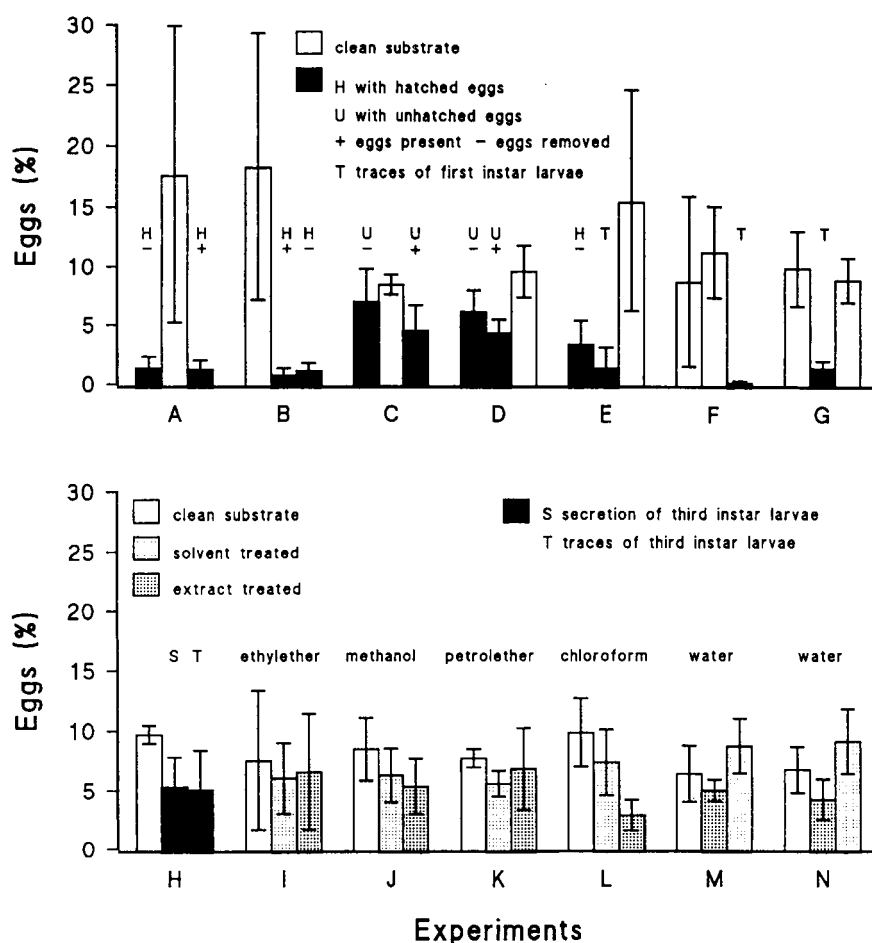 30
25
20
15
10
5
0
Eggs (%)
clean substrate
H with hatched eggs
U with unhatched eggs
+ eggs present − eggs removed
T traces of first instar larvae
H H H H U U U U H T T T
− + + − − + − + −
A B C D E F G
30
25
20
15
10
5
0
Eggs (%)
clean substrate
solvent treated
extract treated
S secretion of third instar larvae
T traces of third instar larvae
S T ethylether methanol petrolether chloroform water water
H I J K L M N
Experiments